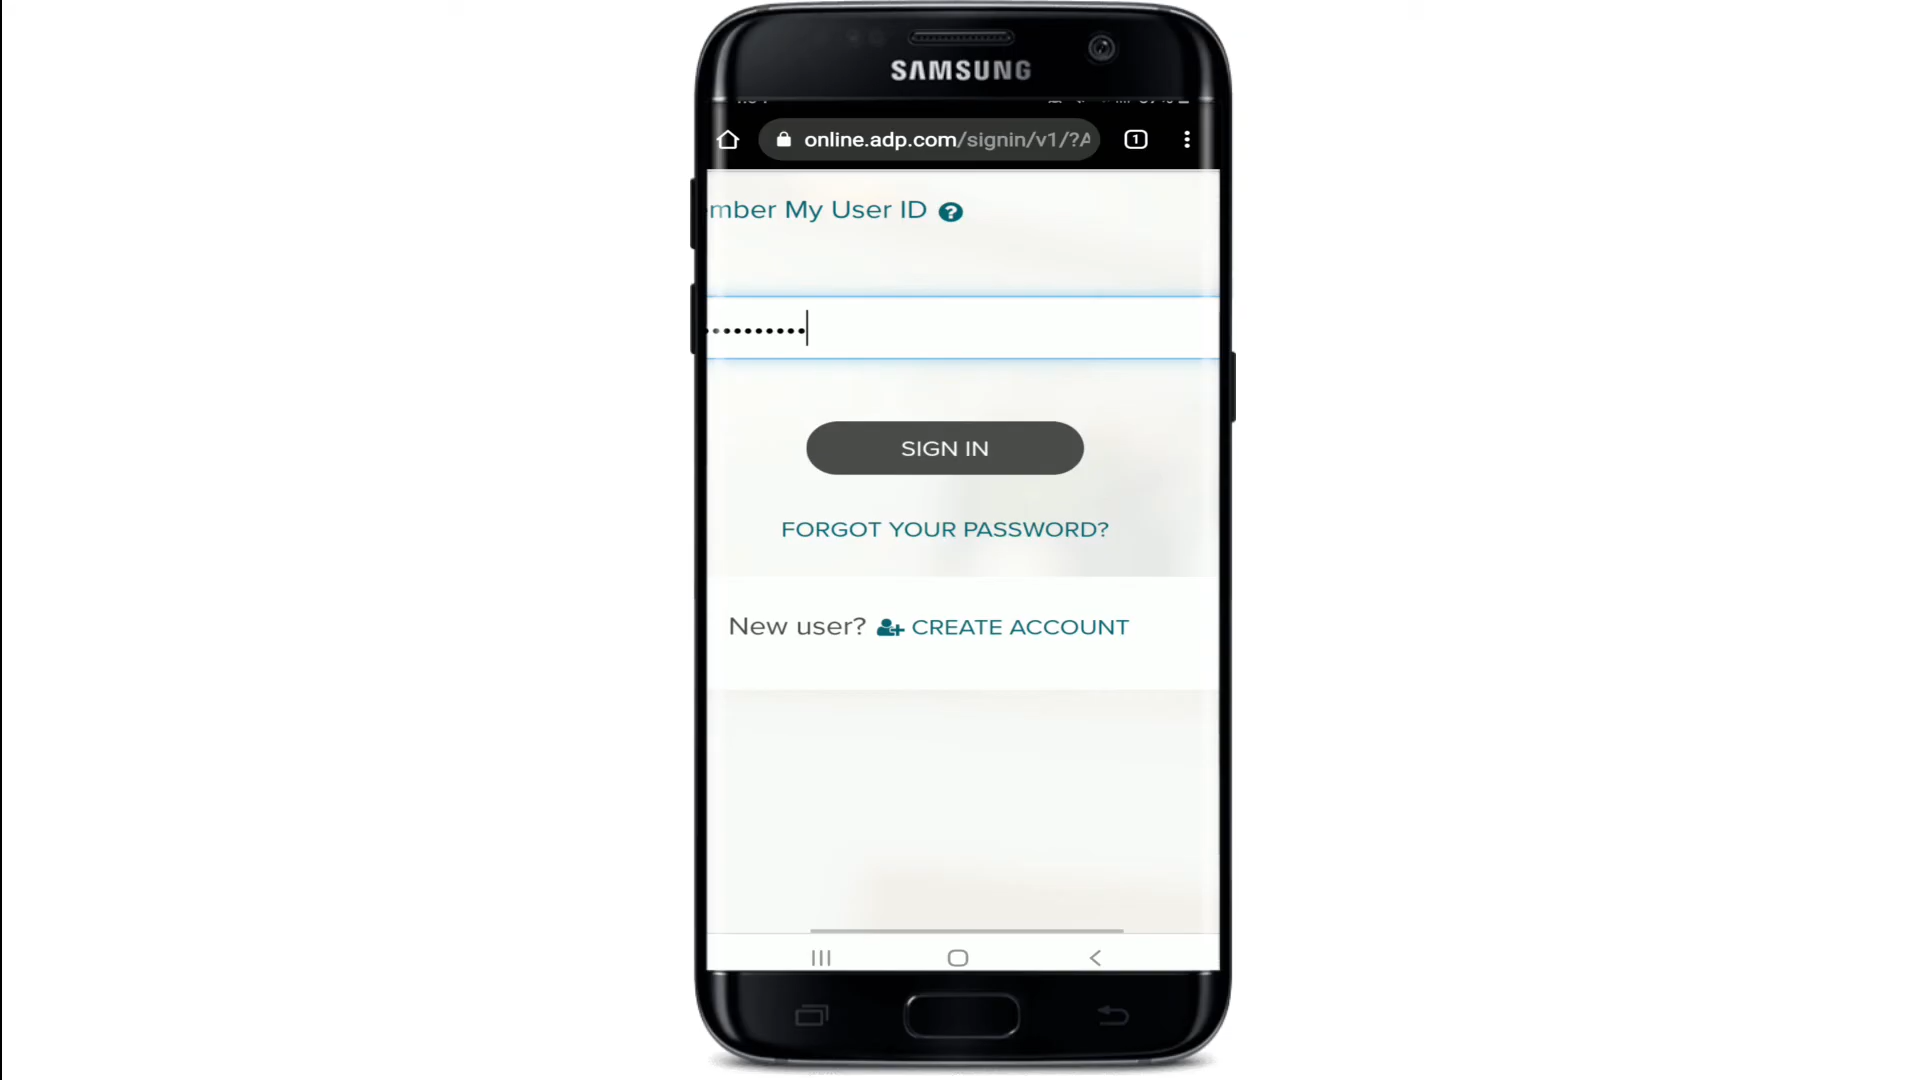 SAMSUNG
online.adp.com/signin/v1/?A
1
mber My User ID ?
SIGN IN
FORGOT YOUR PASSWORD?
New user? CREATE ACCOUNT